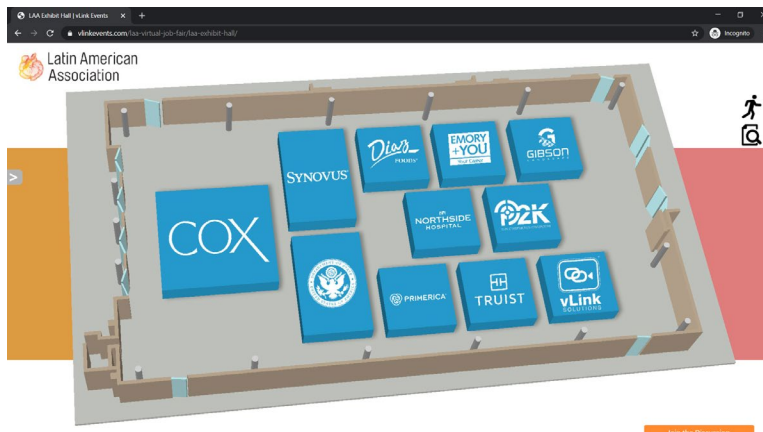 LAA Exhibit Hall | vLink Events
vlinkevents.com/laa-virtual-job-fair/laa-exhibit-hall/
Incognito
Latin American
Association
COX
SYNOVUS
Dias
FOODS
EMORY
+YOU
GIBSON
NORTHSIDE
HOSPITAL
P2K
PRIMERICA
TRUIST
vLink
SOLUTIONS